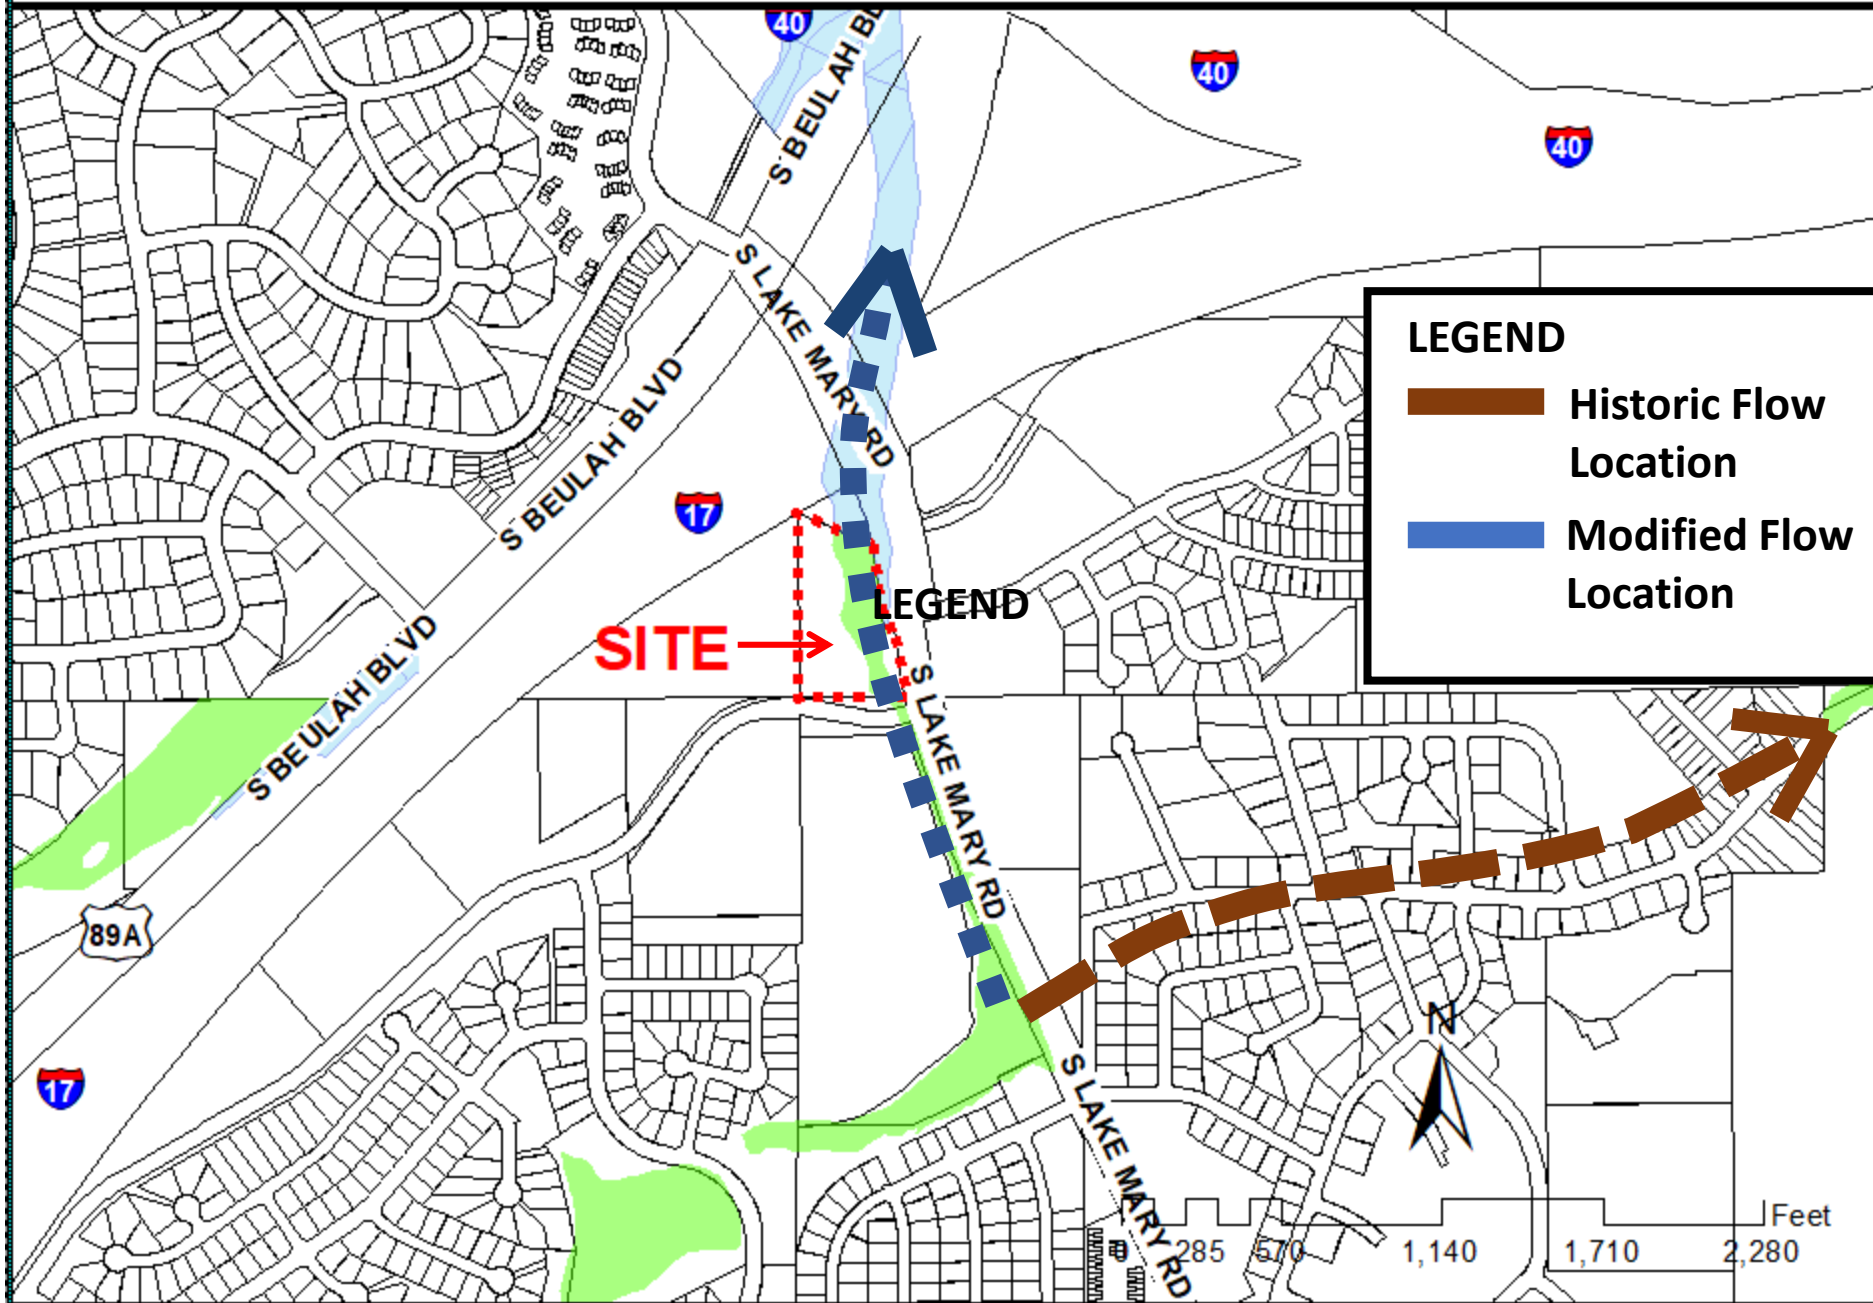 40
S BEULAH BL
40
40
S LAKE MARY RD
LEGEND
Historic Flow
Location
Modified Flow
Location
S BEULAH BLVD
17
LEGEND
SITE
S BEULAH BLVD
S LAKE MARY RD
89A
N
17
S LAKE MARY RD
Feet
0 285 570 1,140 1,710 2,280